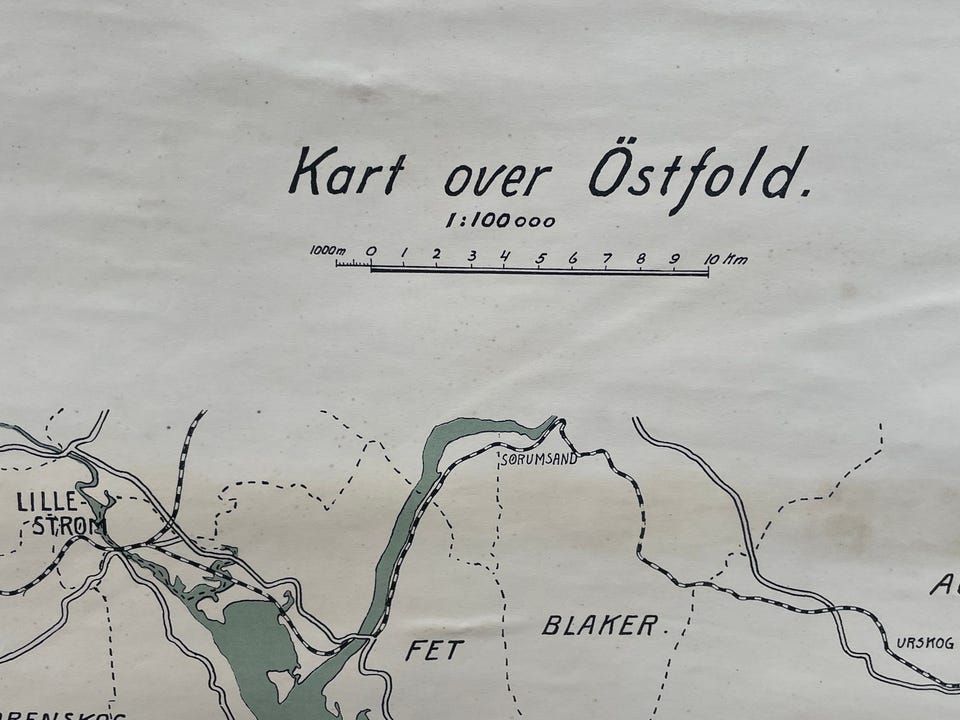 Kart over Östfold.
1:100000
1000m 0 1 2 3 4 5 6 7 8 9 10 Km
SØRUMSAND
LILLE-
STRØM
BLAKER.
FET
URSKOG